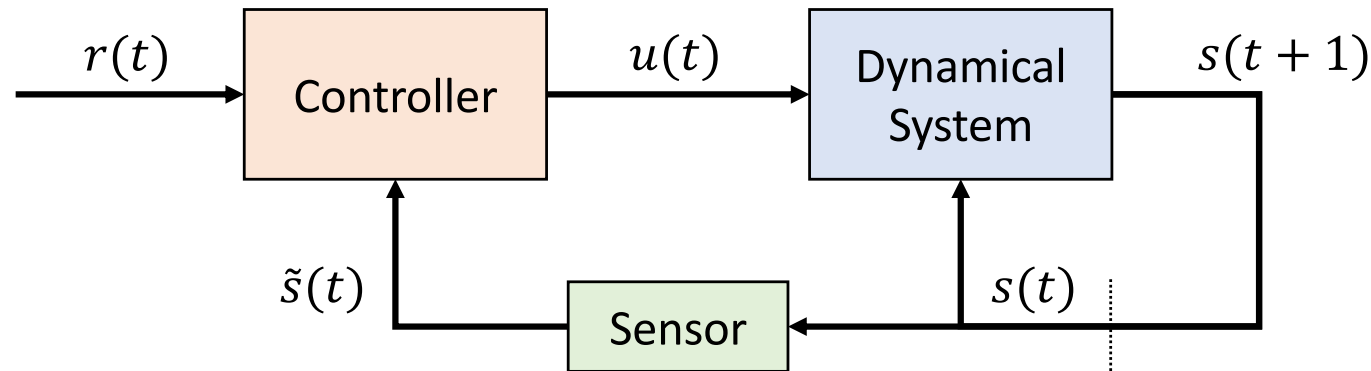 r(t)
Controller
u(t)
Dynamical
System
s(t + 1)
s̃(t)
Sensor
s(t)